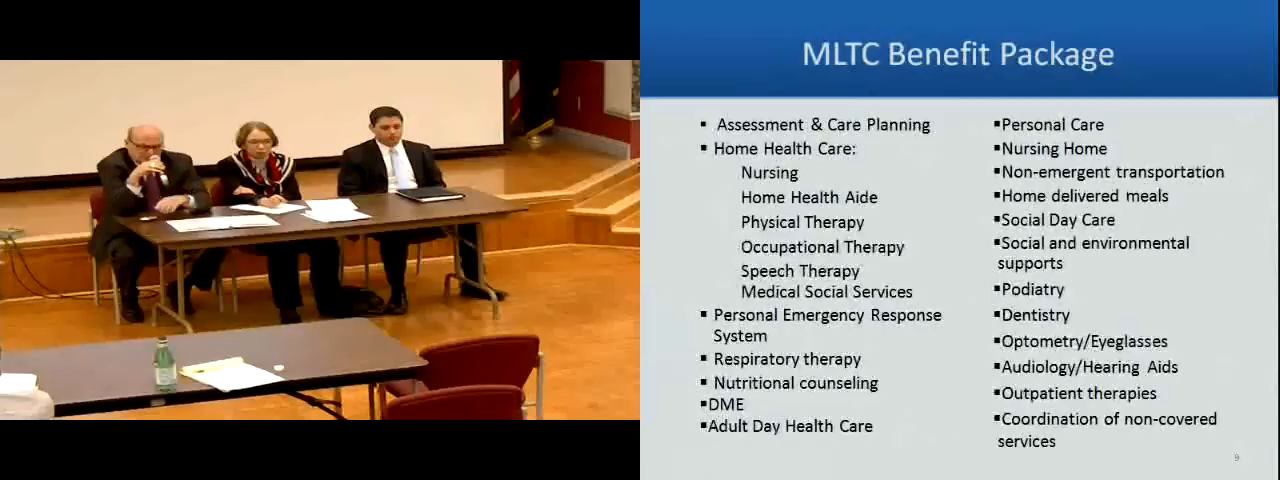 MLTC Benefit Package
▪ Assessment & Care Planning
▪ Home Health Care:
Nursing
Home Health Aide
Physical Therapy
Occupational Therapy
Speech Therapy
Medical Social Services
▪ Personal Emergency Response
System
▪ Respiratory therapy
▪ Nutritional counseling
▪DME
▪Adult Day Health Care
▪Personal Care
▪Nursing Home
▪Non-emergent transportation
▪Home delivered meals
▪Social Day Care
▪Social and environmental
supports
▪Podiatry
▪Dentistry
▪Optometry/Eyeglasses
▪Audiology/Hearing Aids
▪Outpatient therapies
▪Coordination of non-covered
services
9